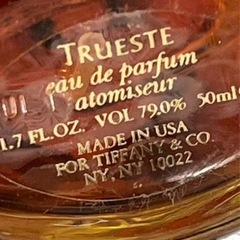 TRUESTE
eau de parfum
atomiseur
1.7 FL.OZ. VOL 79.0% 50ml
MADE IN USA
FOR TIFFANY & CO.
NY, NY 10022